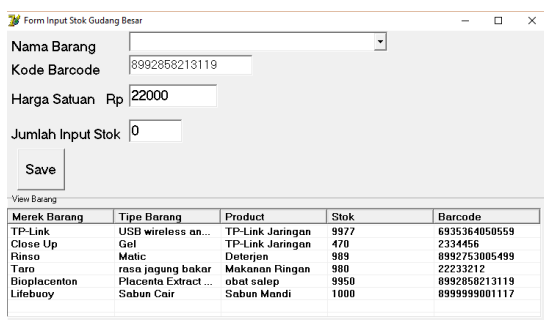 Form Input Stok Gudang Besar
Nama Barang
Kode Barcode 8992858213119
Harga Satuan Rp 22000
Jumlah Input Stok 0
Save
View Barang
Merek Barang Tipe Barang Product Stok Barcode
TP-Link USB wireless an... TP-Link Jaringan 9977 6935364050559
Close Up Gel TP-Link Jaringan 470 2334456
Rinso Matic Deterjen 989 8992753005499
Taro rasa jagung bakar Makanan Ringan 980 22233212
Bioplacenton Placenta Extract ... obat salep 9950 8992858213119
Lifebuoy Sabun Cair Sabun Mandi 1000 8999999001117